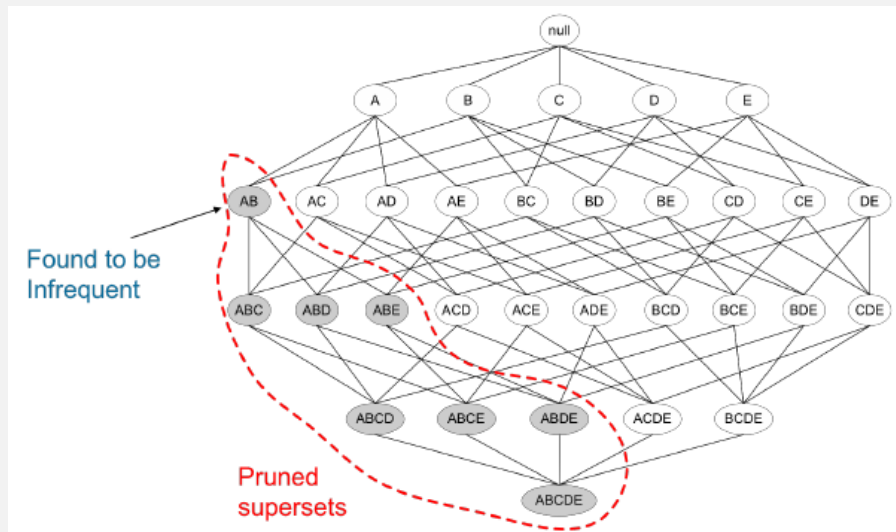 null
A B C D E
AB AC AD AE BC BD BE CD CE DE
Found to be
Infrequent
ABC ABD ABE ACD ACE ADE BCD BCE BDE CDE
ABCD ABCE ABDE ACDE BCDE
Pruned
supersets
ABCDE